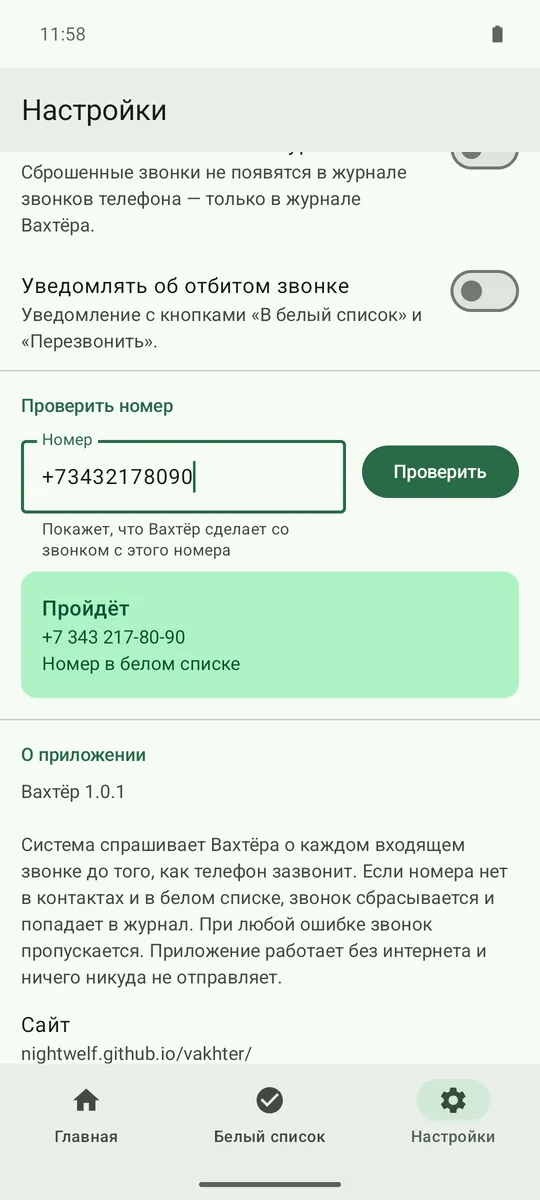 11:58
Настройки
Сброшенные звонки не появятся в журнале
звонков телефона — только в журнале
Вахтёра.
Уведомлять об отбитом звонке
Уведомление с кнопками «В белый список» и
«Перезвонить».
Проверить номер
Номер
+73432178090
Проверить
Покажет, что Вахтёр сделает со
звонком с этого номера
Пройдёт
+7 343 217-80-90
Номер в белом списке
О приложении
Вахтёр 1.0.1
Система спрашивает Вахтёра о каждом входящем
звонке до того, как телефон зазвонит. Если номера нет
в контактах и в белом списке, звонок сбрасывается и
попадает в журнал. При любой ошибке звонок
пропускается. Приложение работает без интернета и
ничего никуда не отправляет.
Сайт
nightwelf.github.io/vakhter/
Главная
Белый список
Настройки